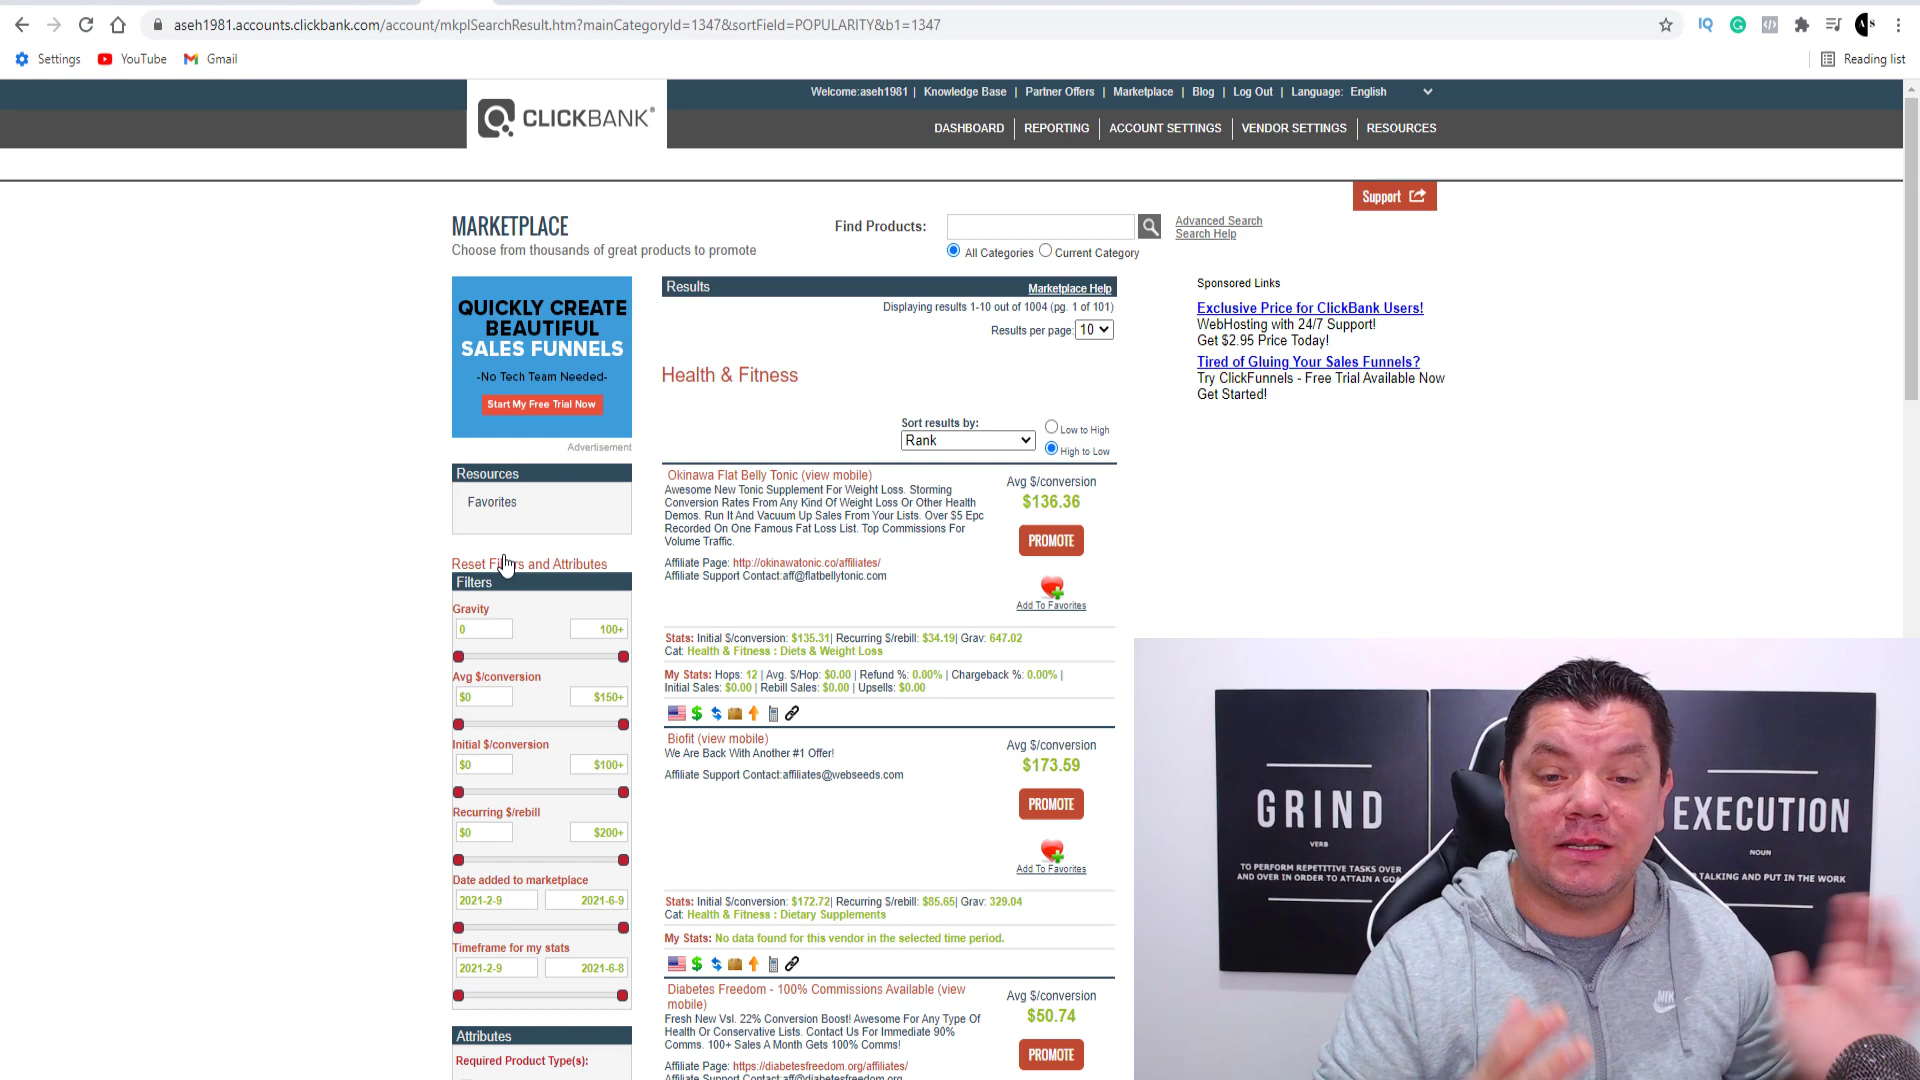 aseh1981.accounts.clickbank.com/account/mkplSearchResult.htm?mainCategoryId=1347&sortField=POPULARITY&b1=1347
Settings YouTube Gmail Reading list
Welcome:aseh1981 | Knowledge Base | Partner Offers | Marketplace | Blog | Log Out | Language: English
CLICKBANK
DASHBOARD REPORTING ACCOUNT SETTINGS VENDOR SETTINGS RESOURCES
Support
MARKETPLACE
Choose from thousands of great products to promote
Find Products:
All Categories Current Category
Advanced Search
Search Help
QUICKLY CREATE
BEAUTIFUL
SALES FUNNELS
-No Tech Team Needed-
Start My Free Trial Now
Advertisement
Resources
Favorites
Reset Filters and Attributes
Filters
Gravity
0 100+
Avg $/conversion
$0 $150+
Initial $/conversion
$0 $100+
Recurring $/rebill
$0 $200+
Date added to marketplace
2021-2-9 2021-6-9
Timeframe for my stats
2021-2-9 2021-6-8
Attributes
Required Product Type(s):
Results Marketplace Help
Displaying results 1-10 out of 1004 (pg. 1 of 101)
Results per page: 10
Health & Fitness
Sort results by:
Rank
Low to High
High to Low
Okinawa Flat Belly Tonic (view mobile)
Awesome New Tonic Supplement For Weight Loss. Storming
Conversion Rates From Any Kind Of Weight Loss Or Other Health
Demos. Run It And Vacuum Up Sales From Your Lists. Over $5 Epc
Recorded On One Famous Fat Loss List. Top Commissions For
Volume Traffic.
Affiliate Page: http://okinawatonic.co/affiliates/
Affiliate Support Contact:aff@flatbellytonic.com
Avg $/conversion
$136.36
PROMOTE
Add To Favorites
Stats: Initial $/conversion: $135.31| Recurring $/rebill: $34.19| Grav: 647.02
Cat: Health & Fitness : Diets & Weight Loss
My Stats: Hops: 12 | Avg. $/Hop: $0.00 | Refund %: 0.00% | Chargeback %: 0.00% |
Initial Sales: $0.00 | Rebill Sales: $0.00 | Upsells: $0.00
Biofit (view mobile)
We Are Back With Another #1 Offer!
Affiliate Support Contact:affiliates@webseeds.com
Avg $/conversion
$173.59
PROMOTE
Add To Favorites
Stats: Initial $/conversion: $172.72| Recurring $/rebill: $85.65| Grav: 329.04
Cat: Health & Fitness : Dietary Supplements
My Stats: No data found for this vendor in the selected time period.
Diabetes Freedom - 100% Commissions Available (view
mobile)
Fresh New Vsl. 22% Conversion Boost! Awesome For Any Type Of
Health Or Conservative Lists. Contact Us For Immediate 90%
Comms. 100+ Sales A Month Gets 100% Comms!
Affiliate Page: https://diabetesfreedom.org/affiliates/
Affiliate Support Contact:aff@diabetesfreedom.org
Avg $/conversion
$50.74
PROMOTE
Sponsored Links
Exclusive Price for ClickBank Users!
WebHosting with 24/7 Support!
Get $2.95 Price Today!
Tired of Gluing Your Sales Funnels?
Try ClickFunnels - Free Trial Available Now
Get Started!
GRIND
VERB
TO PERFORM REPETITIVE TASKS OVER
AND OVER IN ORDER TO ATTAIN A
EXECUTION
NOUN
TALKING AND PUT IN THE WORK
NIKE